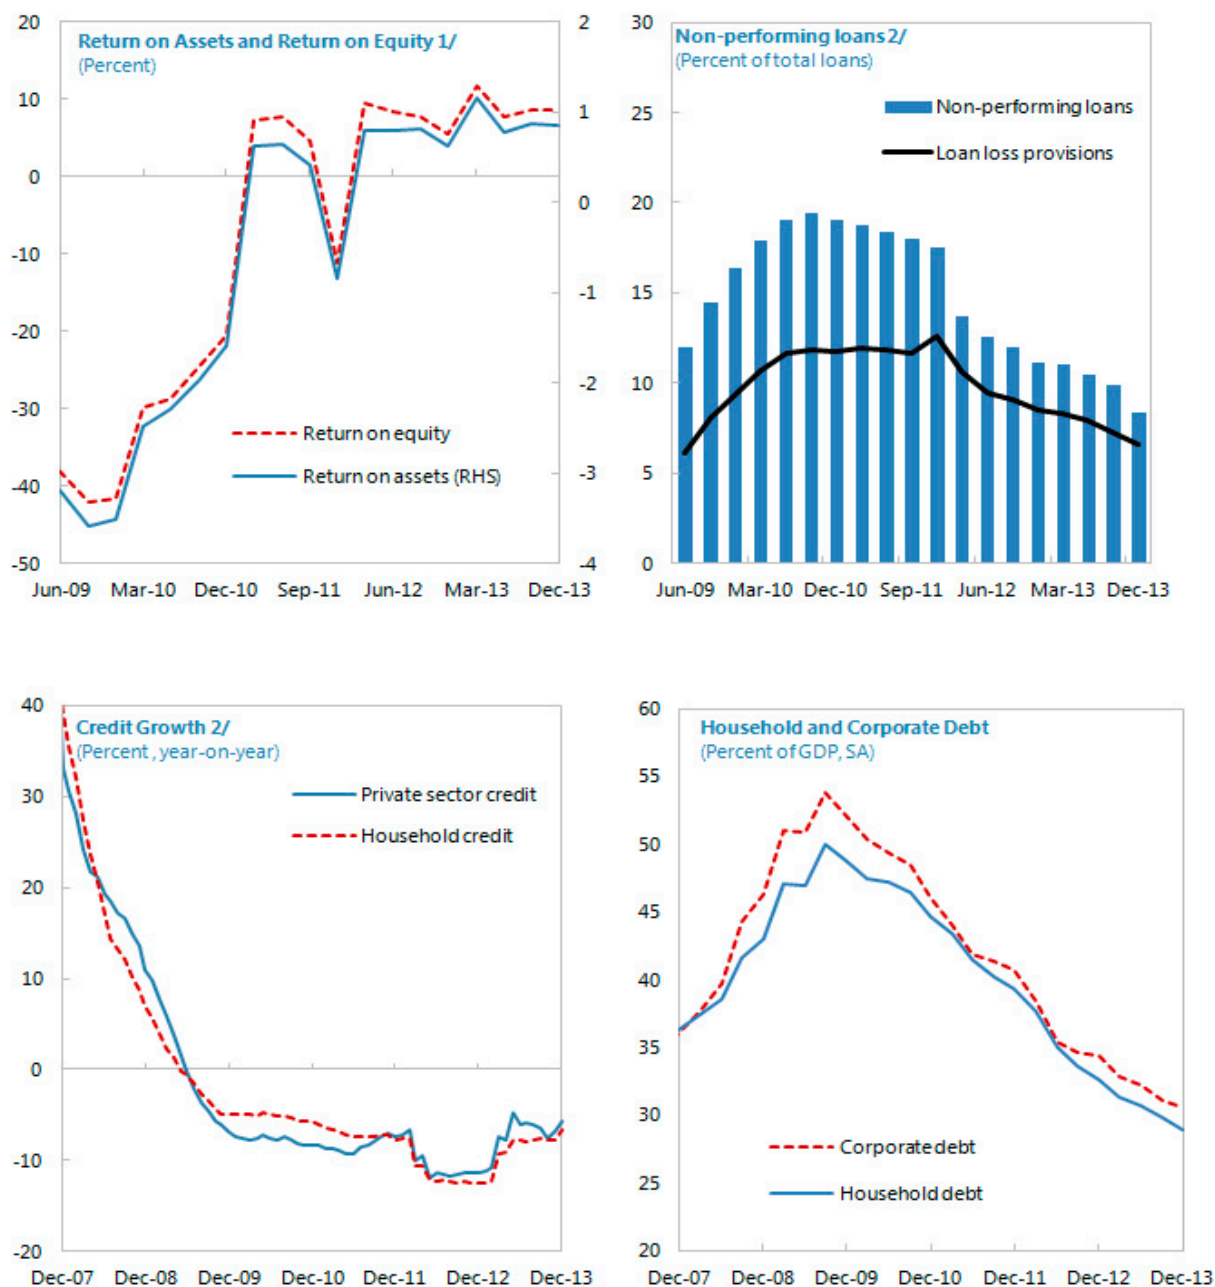 Return on Assets and Return on Equity 1/
(Percent)
20
10
0
-10
-20
-30
-40
-50
2
1
0
-1
-2
-3
-4
Return on equity
Return on assets (RHS)
Jun-09 Mar-10 Dec-10 Sep-11 Jun-12 Mar-13 Dec-13
Non-performing loans 2/
(Percent of total loans)
30
25
20
15
10
5
0
Non-performing loans
Loan loss provisions
Jun-09 Mar-10 Dec-10 Sep-11 Jun-12 Mar-13 Dec-13
Credit Growth 2/
(Percent, year-on-year)
40
30
20
10
0
-10
-20
Private sector credit
Household credit
Dec-07 Dec-08 Dec-09 Dec-10 Dec-11 Dec-12 Dec-13
Household and Corporate Debt
(Percent of GDP, SA)
60
55
50
45
40
35
30
25
20
Corporate debt
Household debt
Dec-07 Dec-08 Dec-09 Dec-10 Dec-11 Dec-12 Dec-13